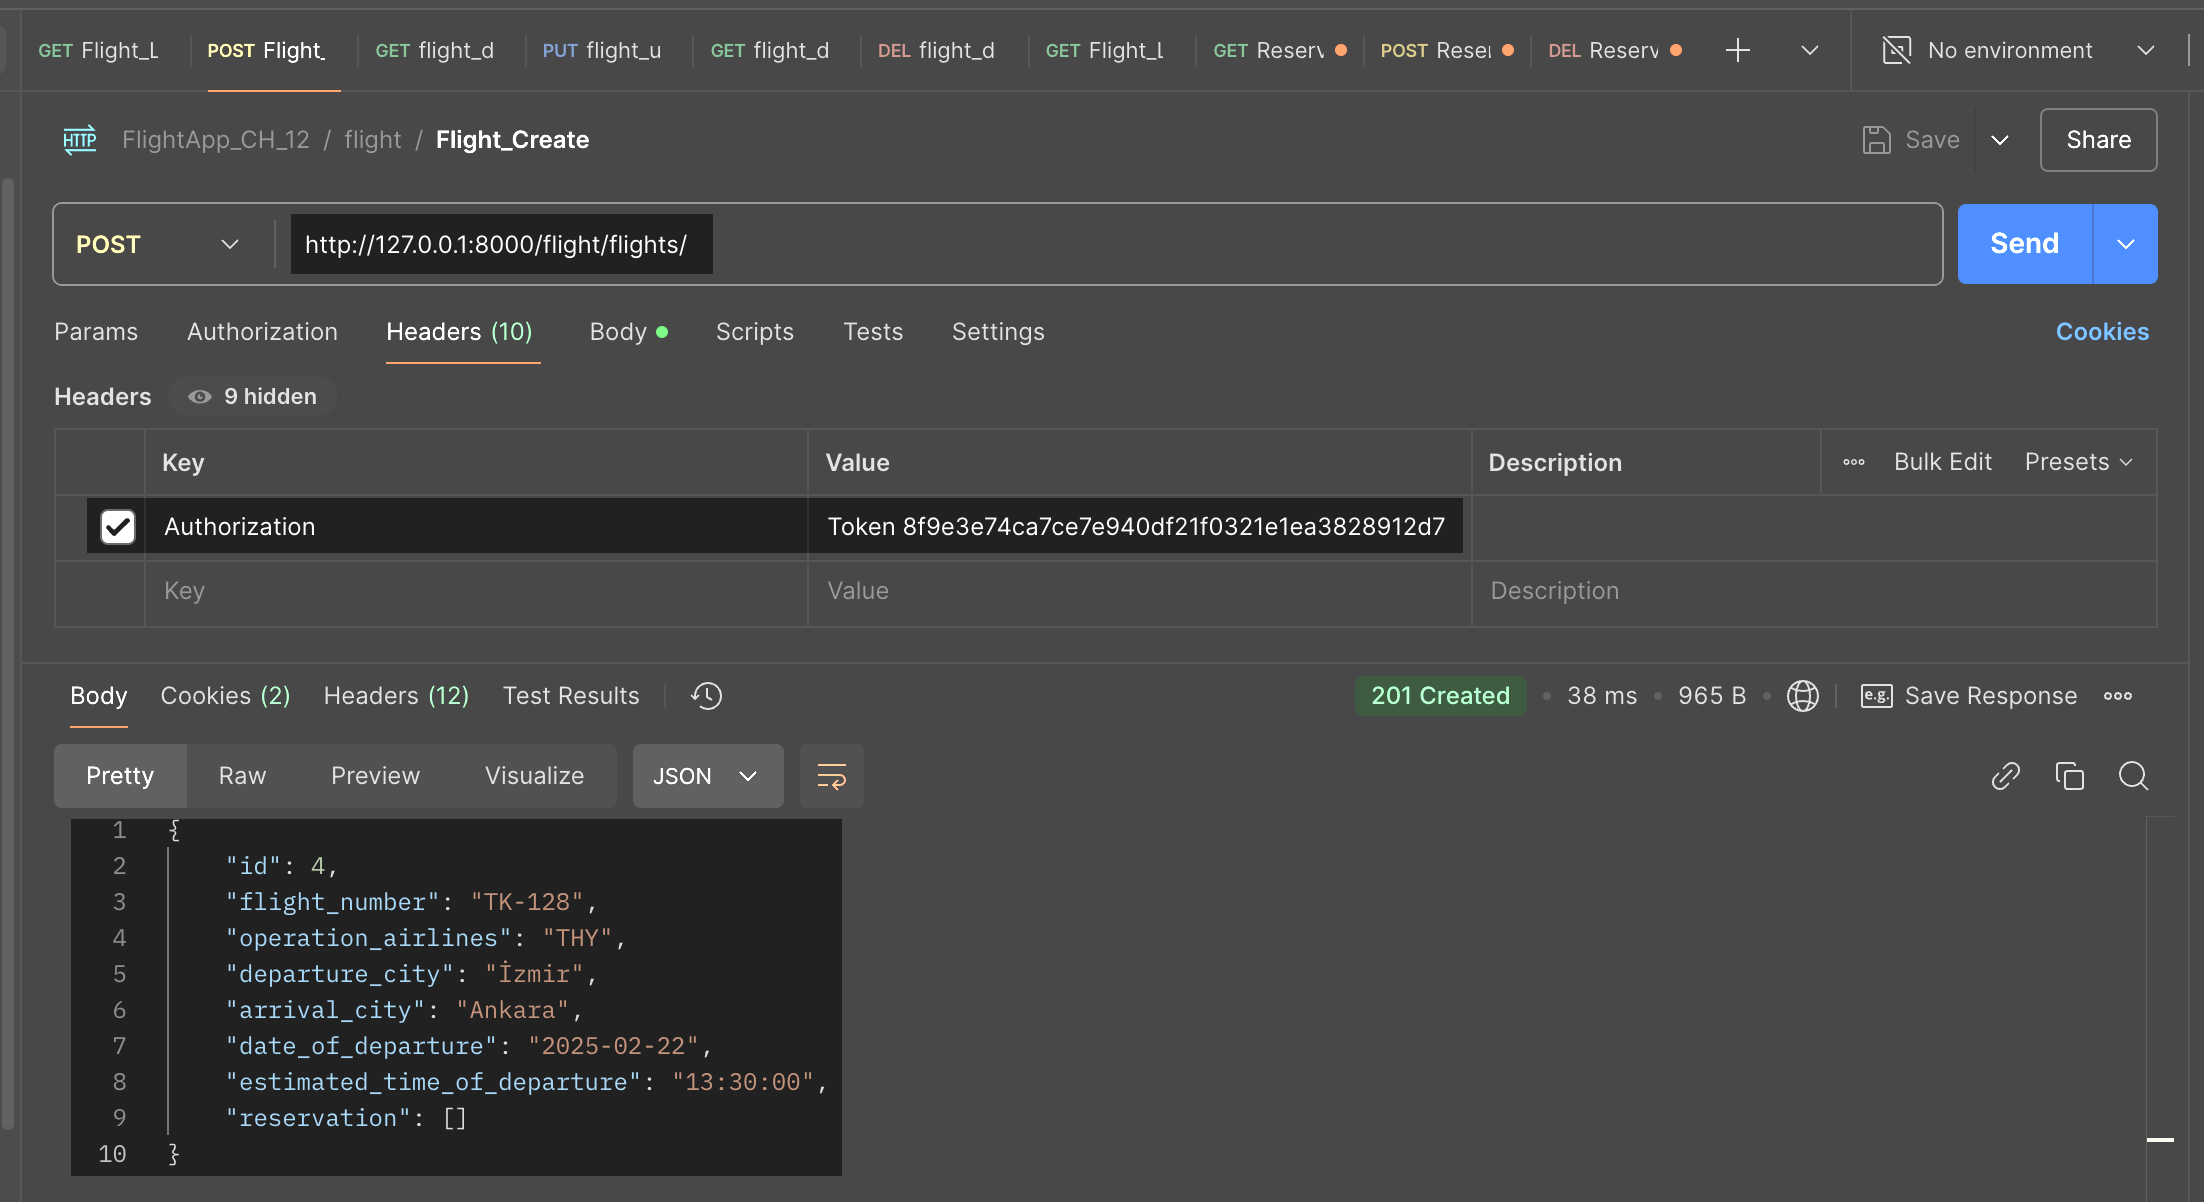 GET Flight_L POST Flight_ GET flight_d PUT flight_u GET flight_d DEL flight_d GET Flight_L GET Reserv POST Reser DEL Reserv No environment
HTTP FlightApp_CH_12 / flight / Flight_Create Save Share
POST http://127.0.0.1:8000/flight/flights/ Send
Params Authorization Headers (10) Body Scripts Tests Settings Cookies
Headers 9 hidden
Key Value Description Bulk Edit Presets
Authorization Token 8f9e3e74ca7ce7e940df21f0321e1ea3828912d7
Key Value Description
Body Cookies (2) Headers (12) Test Results 201 Created • 38 ms • 965 B • e.g. Save Response
Pretty Raw Preview Visualize JSON
1 {
2 "id": 4,
3 "flight_number": "TK-128",
4 "operation_airlines": "THY",
5 "departure_city": "İzmir",
6 "arrival_city": "Ankara",
7 "date_of_departure": "2025-02-22",
8 "estimated_time_of_departure": "13:30:00",
9 "reservation": []
10 }